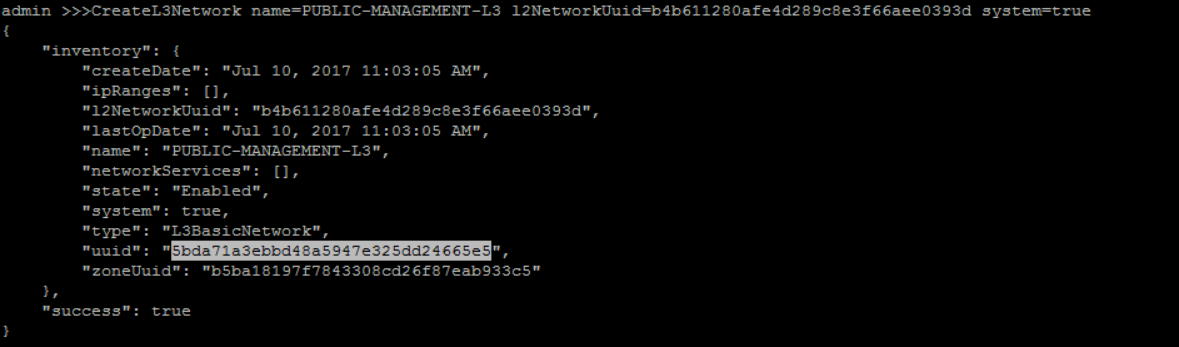 admin >>>CreateL3Network name=PUBLIC-MANAGEMENT-L3 l2NetworkUuid=b4b611280afe4d289c8e3f66aee0393d system=true
{
    "inventory": {
        "createDate": "Jul 10, 2017 11:03:05 AM",
        "ipRanges": [],
        "l2NetworkUuid": "b4b611280afe4d289c8e3f66aee0393d",
        "lastOpDate": "Jul 10, 2017 11:03:05 AM",
        "name": "PUBLIC-MANAGEMENT-L3",
        "networkServices": [],
        "state": "Enabled",
        "system": true,
        "type": "L3BasicNetwork",
        "uuid": "5bda71a3ebbd48a5947e325dd24665e5",
        "zoneUuid": "b5ba18197f7843308cd26f87eab933c5"
    },
    "success": true
}